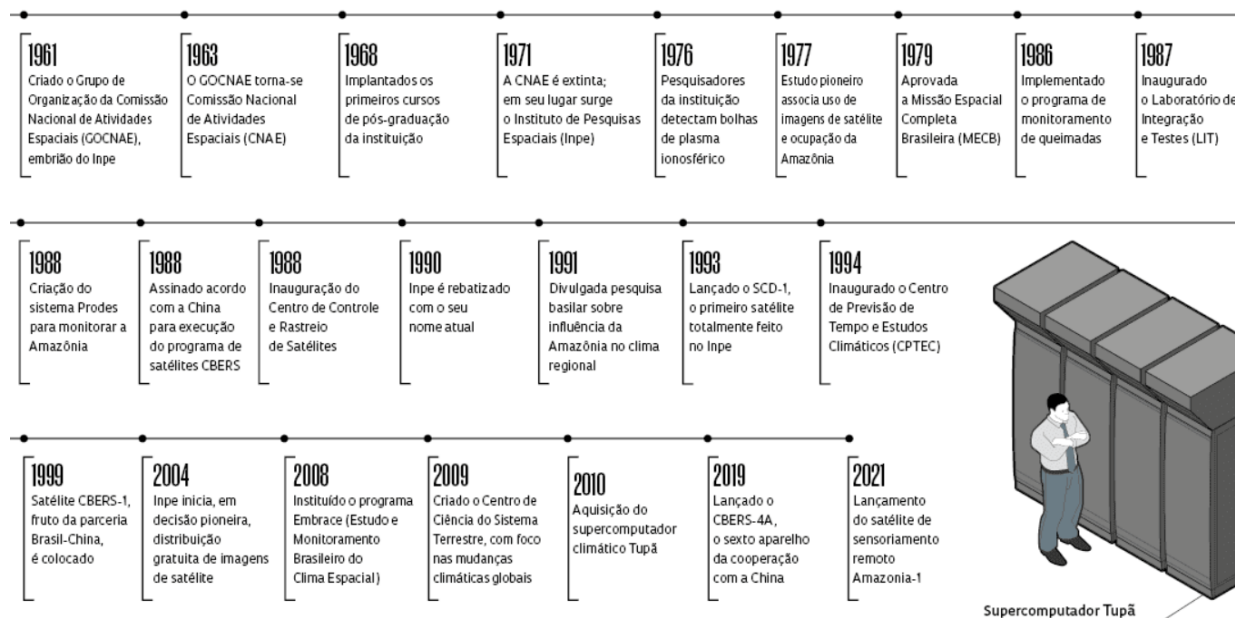 1961
Criado o Grupo de
Organização da Comissão
Nacional de Atividades
Espaciais (GOCNAE),
embrião do Inpe
1963
O GOCNAE torna-se
Comissão Nacional
de Atividades
Espaciais (CNAE)
1968
Implantados os
primeiros cursos
de pós-graduação
da instituição
1971
A CNAE é extinta;
em seu lugar surge
o Instituto de Pesquisas
Espaciais (Inpe)
1976
Pesquisadores
da instituição
detectam bolhas
de plasma
ionosférico
1977
Estudo pioneiro
associa uso de
imagens de satélite
e ocupação da
Amazônia
1979
Aprovada
a Missão Espacial
Completa
Brasileira (MECB)
1986
Implementado
o programa de
monitoramento
de queimadas
1987
Inaugurado
o Laboratório de
Integração
e Testes (LIT)
1988
Criação do
sistema Prodes
para monitorar a
Amazônia
1988
Assinado acordo
com a China
para execução
do programa de
satélites CBERS
1988
Inauguração do
Centro de Controle
e Rastreio
de Satélites
1990
Inpe é rebatizado
com o seu
nome atual
1991
Divulgada pesquisa
basilar sobre
influência da
Amazônia no clima
regional
1993
Lançado o SCD-1,
o primeiro satélite
totalmente feito
no Inpe
1994
Inaugurado o Centro
de Previsão de
Tempo e Estudos
Climáticos (CPTEC)
1999
Satélite CBERS-1,
fruto da parceria
Brasil-China,
é colocado
2004
Inpe inicia, em
decisão pioneira,
distribuição
gratuita de imagens
de satélite
2008
Instituído o programa
Embrace (Estudo e
Monitoramento
Brasileiro do
Clima Espacial)
2009
Criado o Centro de
Ciência do Sistema
Terrestre, com foco
nas mudanças
climáticas globais
2010
Aquisição do
supercomputador
climático Tupã
2019
Lançado o
CBERS-4A,
o sexto aparelho
da cooperação
com a China
2021
Lançamento
do satélite de
sensoriamento
remoto
Amazonia-1
Supercomputador Tupã